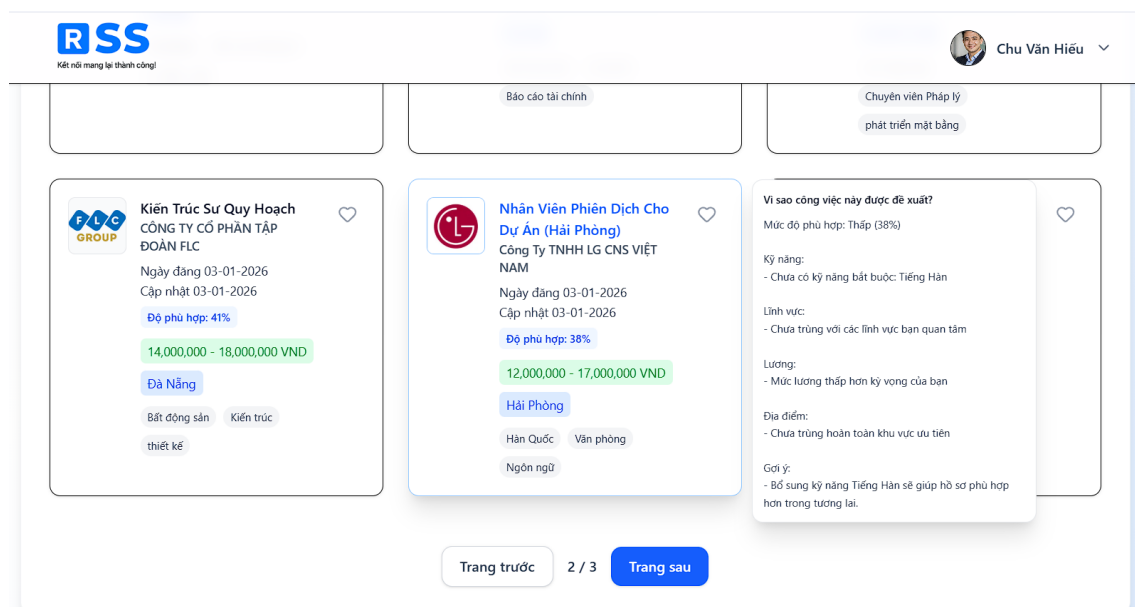 RSS
Kết nối mang lại thành công!
Chu Văn Hiếu
Báo cáo tài chính
Chuyên viên Pháp lý
phát triển mặt bằng
FLC
GROUP
Kiến Trúc Sư Quy Hoạch
CÔNG TY CỔ PHẦN TẬP
ĐOÀN FLC
Ngày đăng 03-01-2026
Cập nhật 03-01-2026
Độ phù hợp: 41%
14,000,000 - 18,000,000 VND
Đà Nẵng
Bất động sản
Kiến trúc
thiết kế
Nhân Viên Phiên Dịch Cho
Dự Án (Hải Phòng)
Công Ty TNHH LG CNS VIỆT
NAM
Ngày đăng 03-01-2026
Cập nhật 03-01-2026
Độ phù hợp: 38%
12,000,000 - 17,000,000 VND
Hải Phòng
Hàn Quốc
Văn phòng
Ngôn ngữ
Vì sao công việc này được đề xuất?
Mức độ phù hợp: Thấp (38%)
Kỹ năng:
- Chưa có kỹ năng bắt buộc: Tiếng Hàn
Lĩnh vực:
- Chưa trùng với các lĩnh vực bạn quan tâm
Lương:
- Mức lương thấp hơn kỳ vọng của bạn
Địa điểm:
- Chưa trùng hoàn toàn khu vực ưu tiên
Gợi ý:
- Bổ sung kỹ năng Tiếng Hàn sẽ giúp hồ sơ phù hợp
hơn trong tương lai.
Trang trước
2 / 3
Trang sau